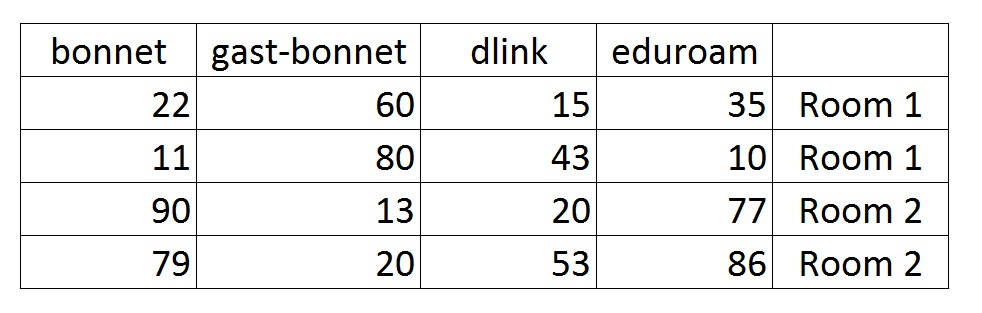 bonnet gast-bonnet dlink eduroam
22 60 15 35 Room 1
11 80 43 10 Room 1
90 13 20 77 Room 2
79 20 53 86 Room 2